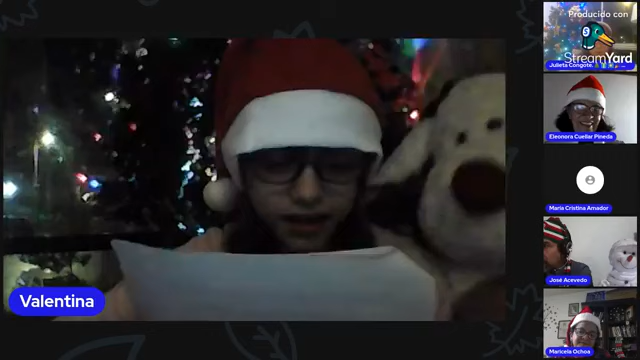 Producido con
StreamYard
Julieta Congote
Eleonora Cuellar Pineda
Maria Cristina Amador
José Acevedo
Maricela Ochoa
Valentina